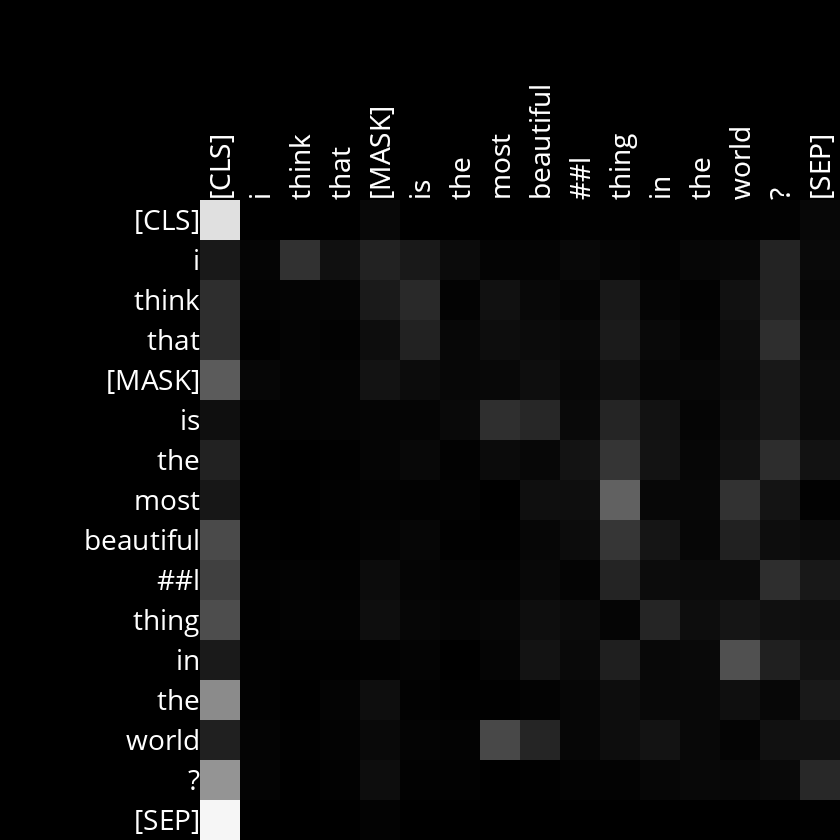 [CLS] i think that [MASK] is the most beautiful ##l thing in the world ? [SEP]
[CLS]
i
think
that
[MASK]
is
the
most
beautiful
##l
thing
in
the
world
?
[SEP]